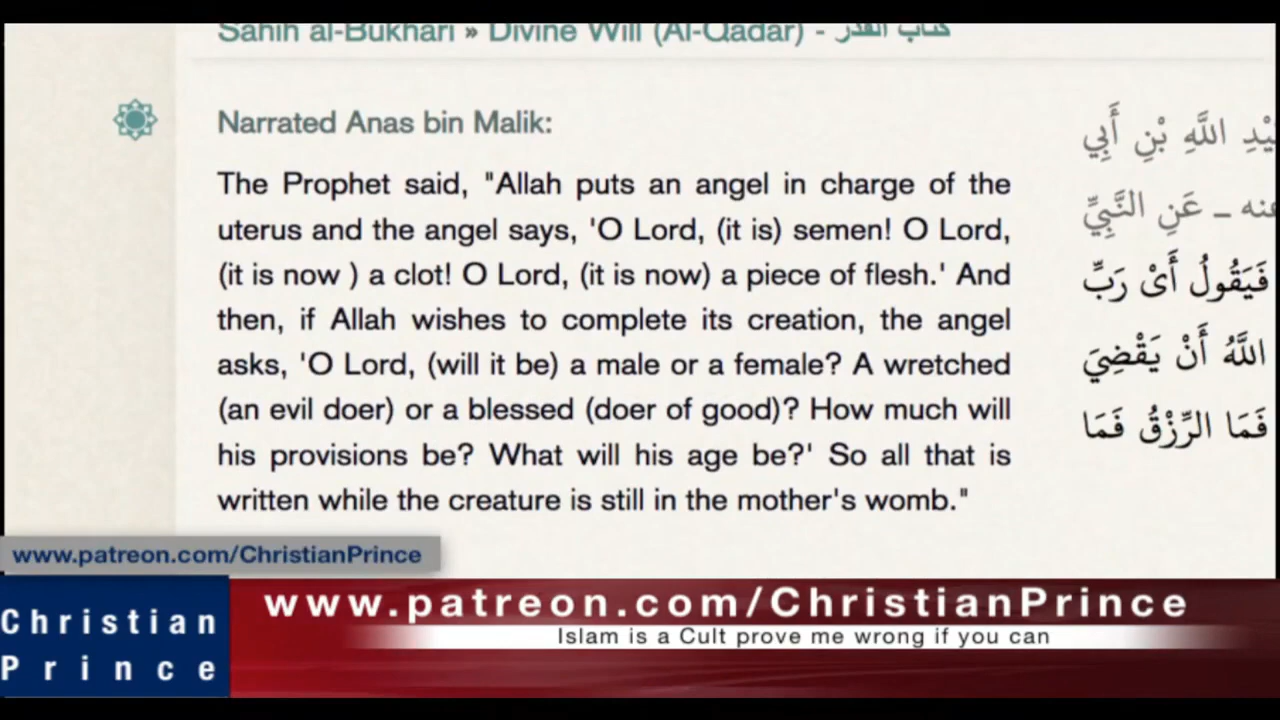 Sahih al-Bukhari » Divine Will (Al-Qadar) - كتاب القدر
Narrated Anas bin Malik:
The Prophet said, "Allah puts an angel in charge of the
uterus and the angel says, 'O Lord, (it is) semen! O Lord,
(it is now ) a clot! O Lord, (it is now) a piece of flesh.' And
then, if Allah wishes to complete its creation, the angel
asks, 'O Lord, (will it be) a male or a female? A wretched
(an evil doer) or a blessed (doer of good)? How much will
his provisions be? What will his age be?' So all that is
written while the creature is still in the mother's womb."
اللَّهِ بْنِ أَبِي
عنه ـ عَنِ النَّبِيِّ
فَيَقُولُ أَىْ رَبِّ
اللَّهُ أَنْ يَقْضِيَ
فَمَا الرِّزْقُ فَمَا
www.patreon.com/ChristianPrince
Christian
Prince
www.patreon.com/ChristianPrince
Islam is a Cult prove me wrong if you can